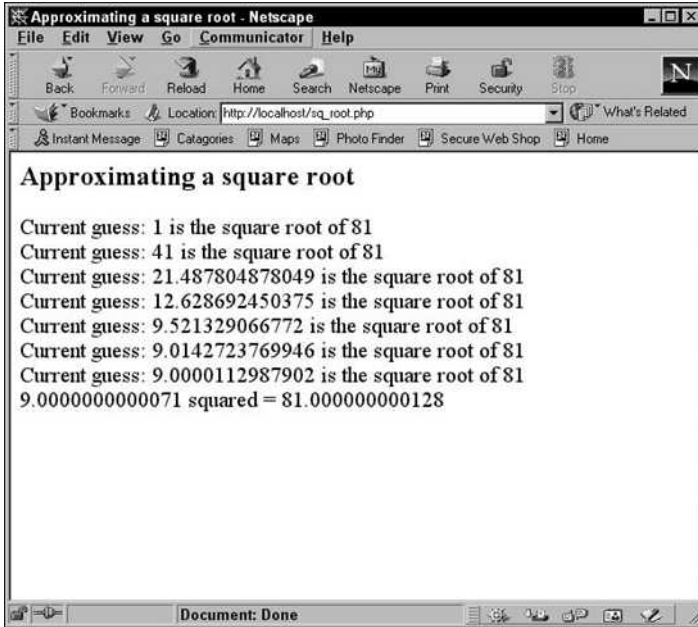 Approximating a square root - Netscape
File Edit View Go Communicator Help
My N
Back Forward Reload Home Search Netscape Print Security Stop
Bookmarks Location: http://localhost/sq_root.php What's Related
Instant Message Catagories Maps Photo Finder Secure Web Shop Home
Approximating a square root
Current guess: 1 is the square root of 81
Current guess: 41 is the square root of 81
Current guess: 21.487804878049 is the square root of 81
Current guess: 12.628692450375 is the square root of 81
Current guess: 9.521329066772 is the square root of 81
Current guess: 9.0142723769946 is the square root of 81
Current guess: 9.0000112987902 is the square root of 81
9.0000000000071 squared = 81.000000000128
Document: Done